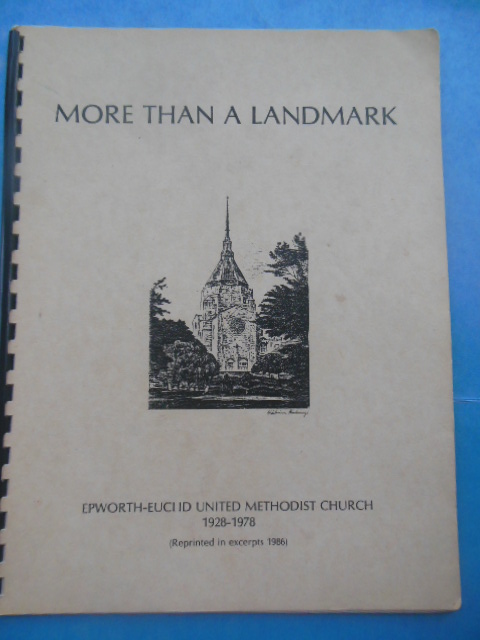 MORE THAN A LANDMARK
EPWORTH-EUCLID UNITED METHODIST CHURCH
1928-1978
(Reprinted in excerpts 1986)